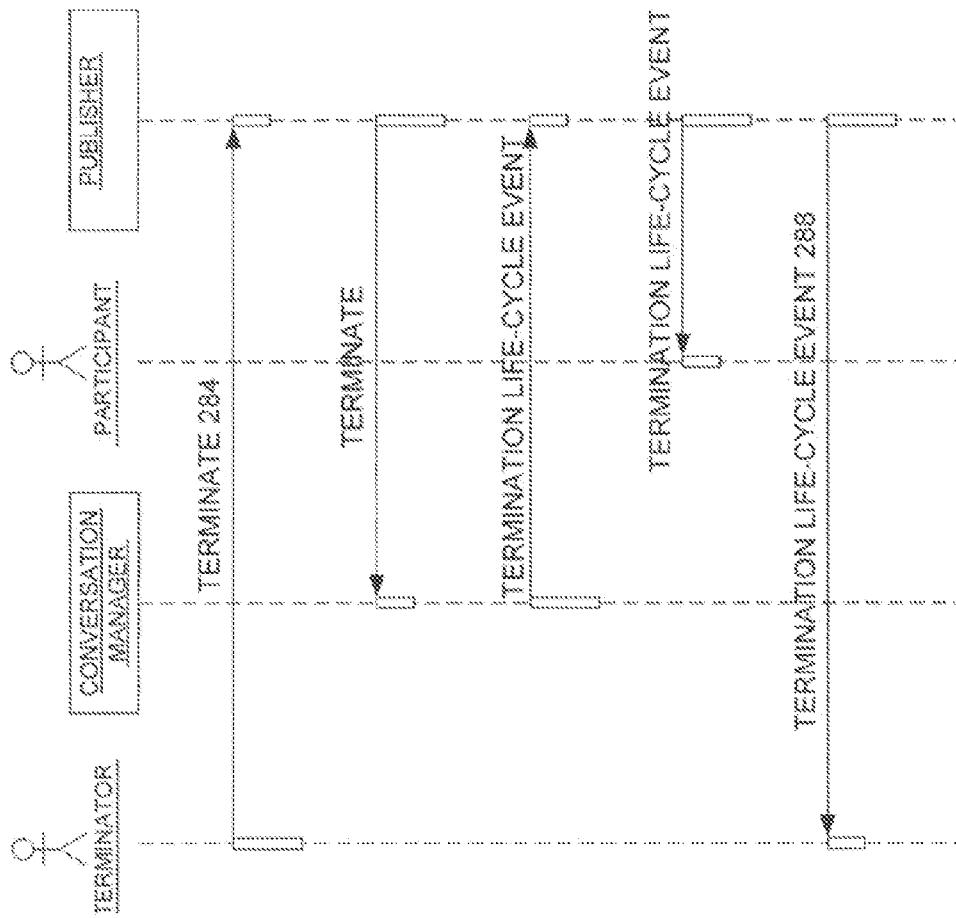 TERMINATOR
CONVERSATION
MANAGER
PARTICIPANT
PUBLISHER
TERMINATE 284
TERMINATE
TERMINATION LIFE-CYCLE EVENT
TERMINATION LIFE-CYCLE EVENT
TERMINATION LIFE-CYCLE EVENT 288